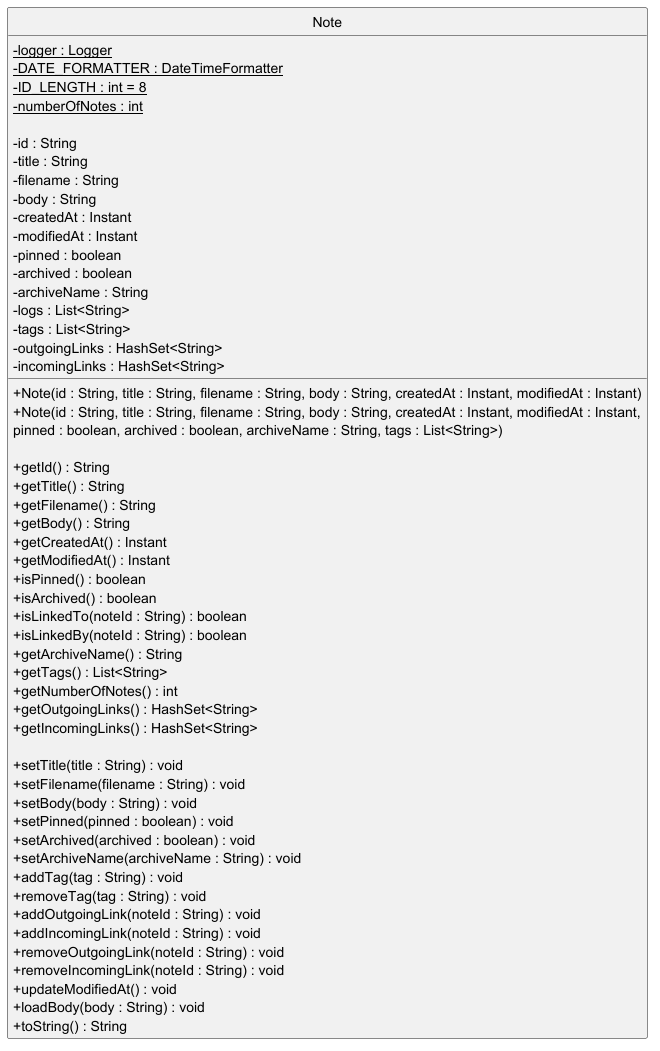 Note
-logger : Logger
-DATE_FORMATTER : DateTimeFormatter
-ID_LENGTH : int = 8
-numberOfNotes : int
-id : String
-title : String
-filename : String
-body : String
-createdAt : Instant
-modifiedAt : Instant
-pinned : boolean
-archived : boolean
-archiveName : String
-logs : List<String>
-tags : List<String>
-outgoingLinks : HashSet<String>
-incomingLinks : HashSet<String>
+Note(id : String, title : String, filename : String, body : String, createdAt : Instant, modifiedAt : Instant)
+Note(id : String, title : String, filename : String, body : String, createdAt : Instant, modifiedAt : Instant,
pinned : boolean, archived : boolean, archiveName : String, tags : List<String>)
+getId() : String
+getTitle() : String
+getFilename() : String
+getBody() : String
+getCreatedAt() : Instant
+getModifiedAt() : Instant
+isPinned() : boolean
+isArchived() : boolean
+isLinkedTo(noteId : String) : boolean
+isLinkedBy(noteId : String) : boolean
+getArchiveName() : String
+getTags() : List<String>
+getNumberOfNotes() : int
+getOutgoingLinks() : HashSet<String>
+getIncomingLinks() : HashSet<String>
+setTitle(title : String) : void
+setFilename(filename : String) : void
+setBody(body : String) : void
+setPinned(pinned : boolean) : void
+setArchived(archived : boolean) : void
+setArchiveName(archiveName : String) : void
+addTag(tag : String) : void
+removeTag(tag : String) : void
+addOutgoingLink(noteId : String) : void
+addIncomingLink(noteId : String) : void
+removeOutgoingLink(noteId : String) : void
+removeIncomingLink(noteId : String) : void
+updateModifiedAt() : void
+loadBody(body : String) : void
+toString() : String